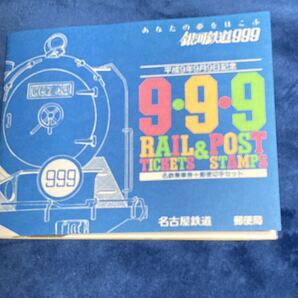 あなたの夢をはこぶ
銀河鉄道999
平成9年9月9日記念
9・9・9
RAIL & POST
TICKETS STAMPS
名鉄乗車券+郵便切手セット
999
名古屋鉄道 郵便局